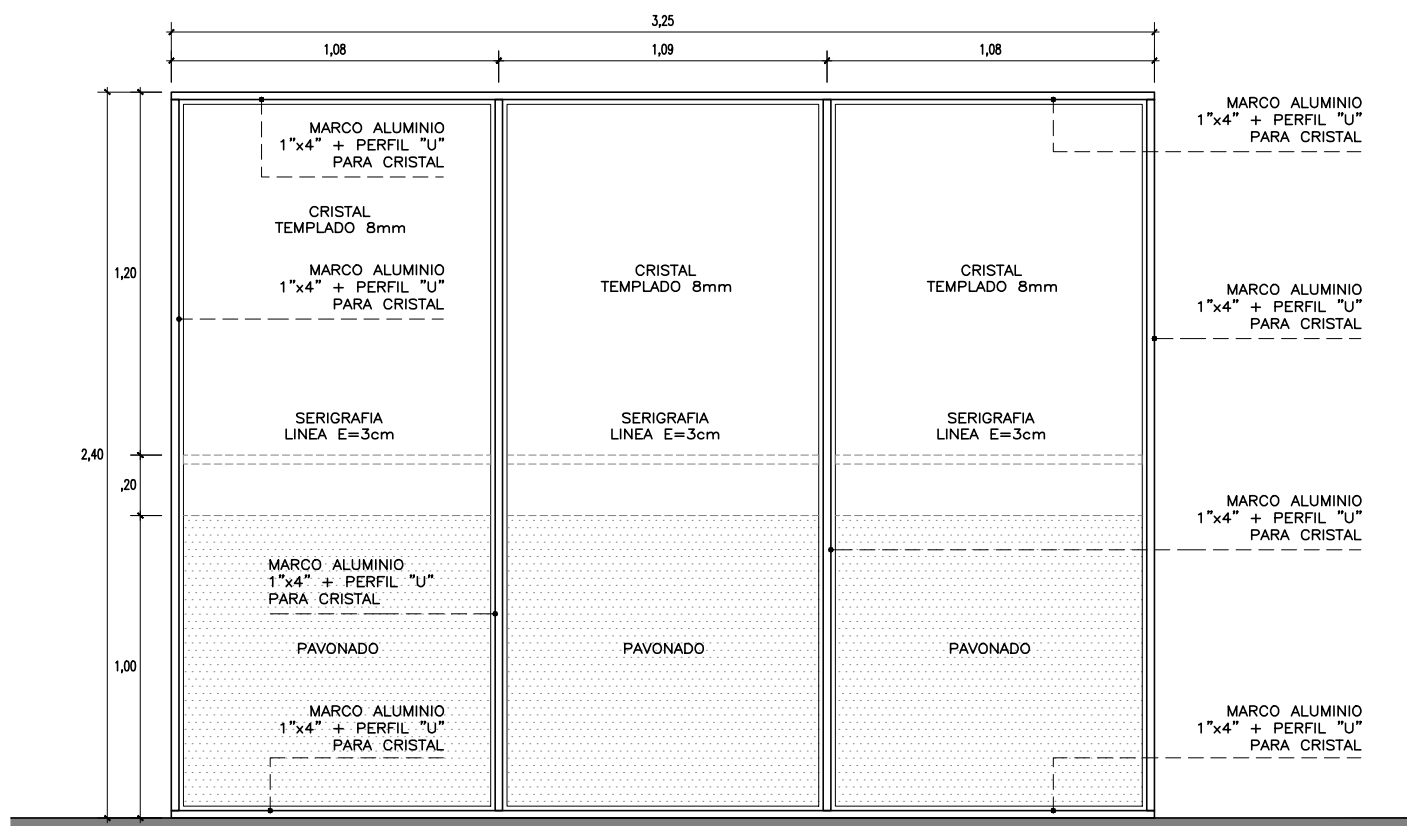 3,25
1,08
1,09
1,08
MARCO ALUMINIO
1"x4" + PERFIL "U"
PARA CRISTAL
MARCO ALUMINIO
1"x4" + PERFIL "U"
PARA CRISTAL
CRISTAL
TEMPLADO 8mm
MARCO ALUMINIO
1"x4" + PERFIL "U"
PARA CRISTAL
1,20
CRISTAL
TEMPLADO 8mm
CRISTAL
TEMPLADO 8mm
MARCO ALUMINIO
1"x4" + PERFIL "U"
PARA CRISTAL
SERIGRAFIA
LINEA E=3cm
SERIGRAFIA
LINEA E=3cm
SERIGRAFIA
LINEA E=3cm
2,40
,20
MARCO ALUMINIO
1"x4" + PERFIL "U"
PARA CRISTAL
MARCO ALUMINIO
1"x4" + PERFIL "U"
PARA CRISTAL
PAVONADO
PAVONADO
PAVONADO
1,00
MARCO ALUMINIO
1"x4" + PERFIL "U"
PARA CRISTAL
MARCO ALUMINIO
1"x4" + PERFIL "U"
PARA CRISTAL